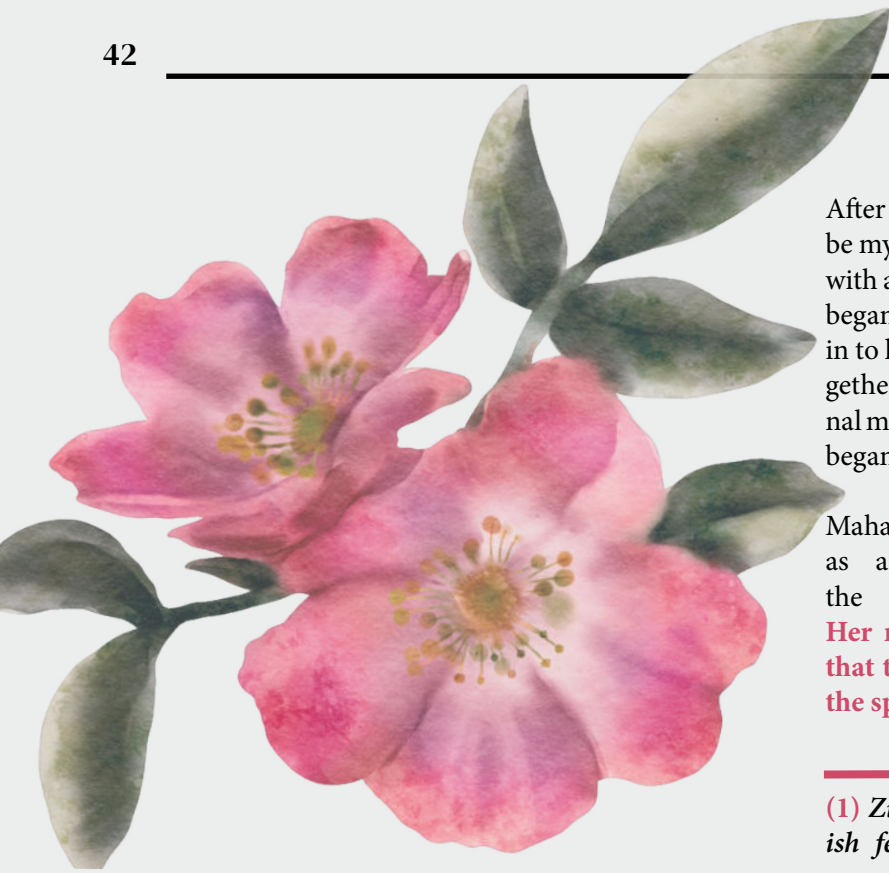 42
After
be my
with a
began
in to
gethe
nal m
began
Maha
as a
the
Her
that t
the sp
(1) Zi
ish fe